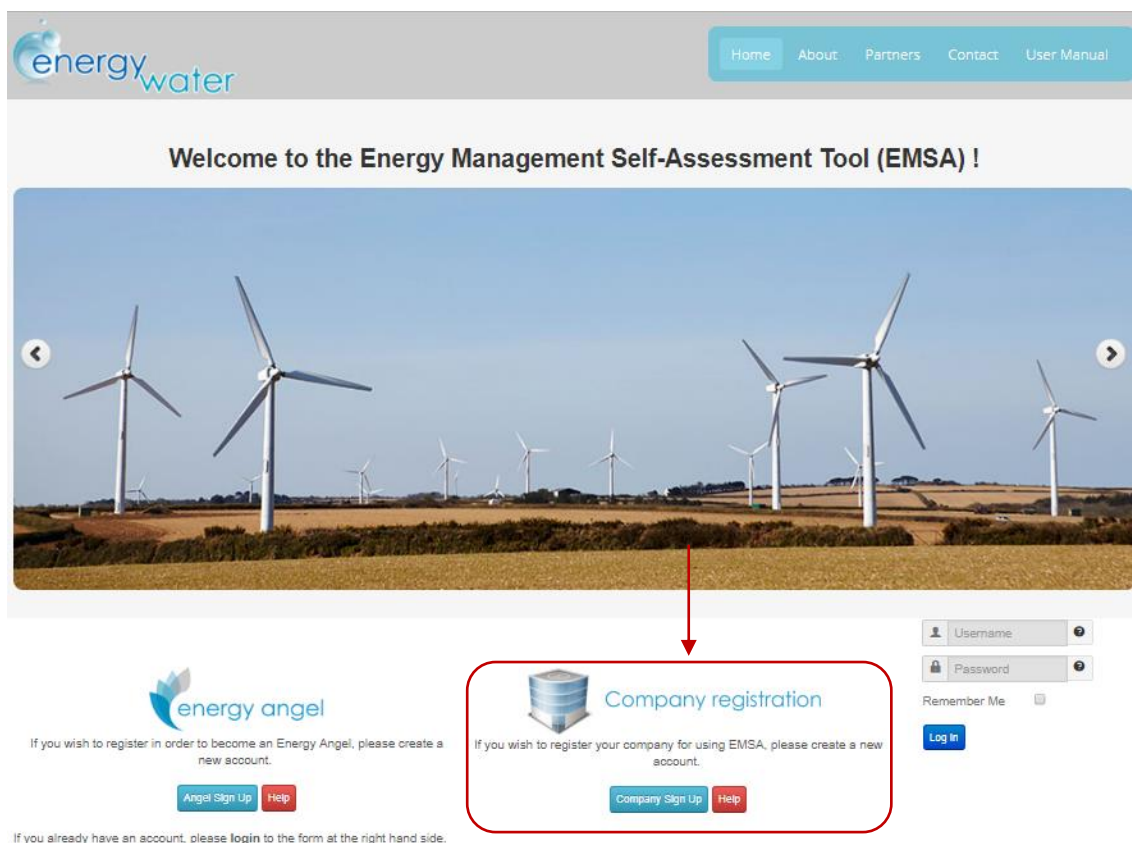 energy water
Home About Partners Contact User Manual
Welcome to the Energy Management Self-Assessment Tool (EMSA) !
Username
Password
Remember Me
Log In
energy angel
If you wish to register in order to become an Energy Angel, please create a
new account.
Angel Sign Up Help
Company registration
If you wish to register your company for using EMSA, please create a new
account.
Company Sign Up Help
If you already have an account, please login to the form at the right hand side.